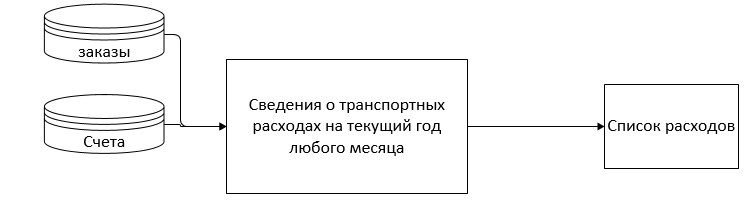 заказы
Счета
Сведения о транспортных
расходах на текущий год
любого месяца
Список расходов